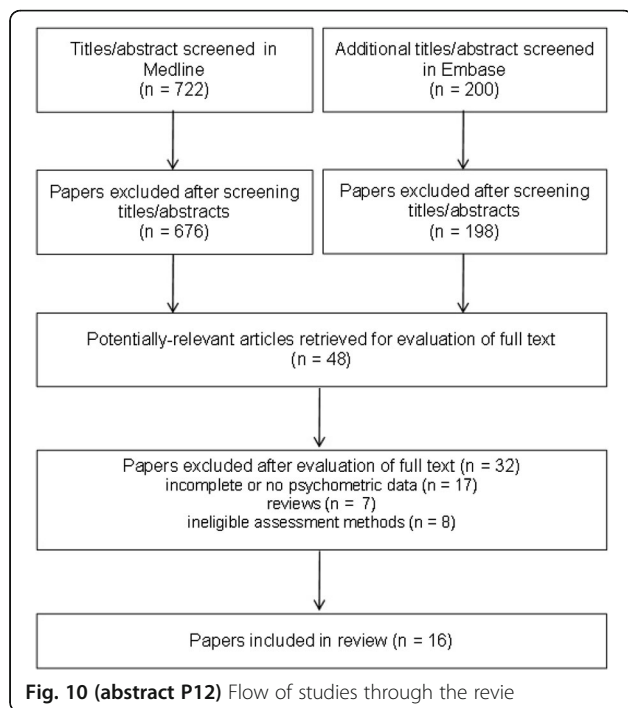 Titles/abstract screened in
Medline
(n = 722)
Additional titles/abstract screened
in Embase
(n = 200)
Papers excluded after screening
titles/abstracts
(n = 676)
Papers excluded after screening
titles/abstracts
(n = 198)
Potentially-relevant articles retrieved for evaluation of full text
(n = 48)
Papers excluded after evaluation of full text (n = 32)
incomplete or no psychometric data (n = 17)
reviews (n = 7)
ineligible assessment methods (n = 8)
Papers included in review (n = 16)
Fig. 10 (abstract P12) Flow of studies through the revie